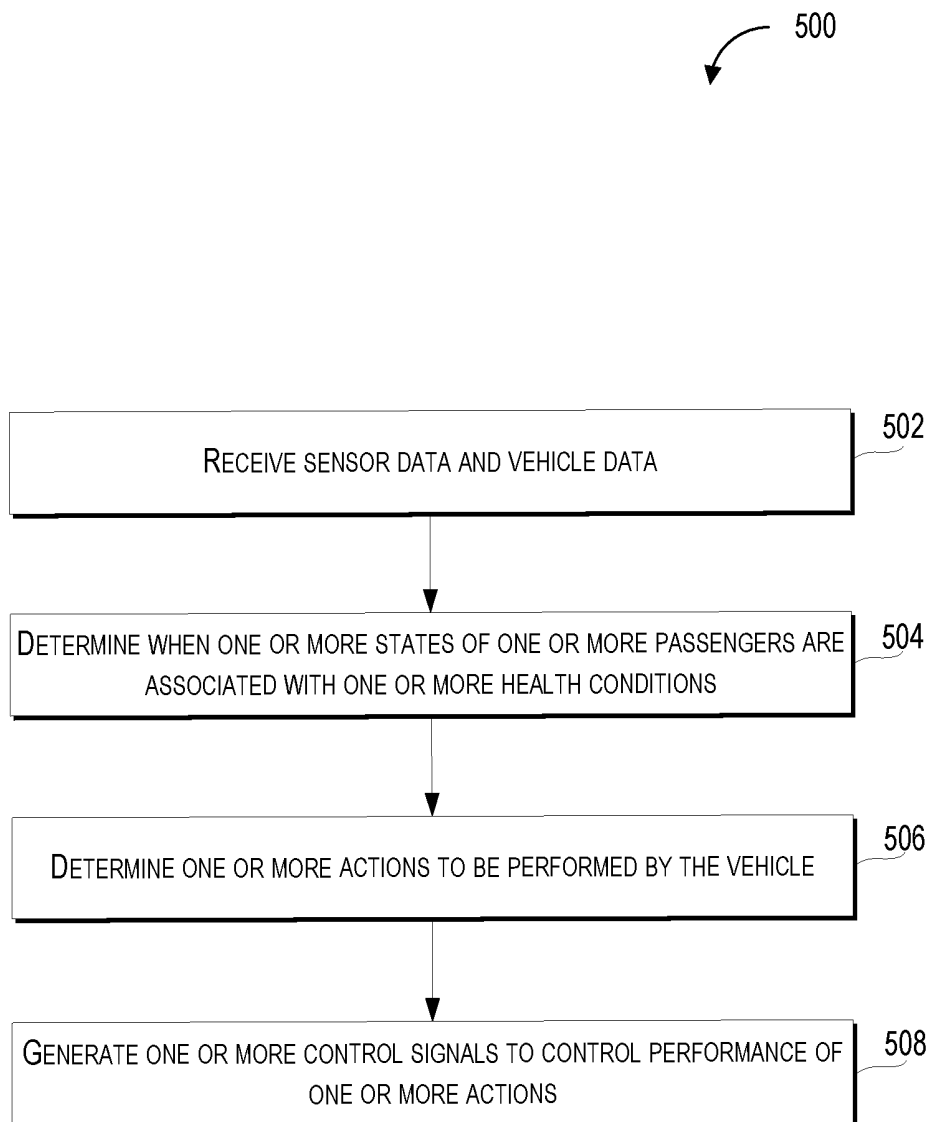 500
RECEIVE SENSOR DATA AND VEHICLE DATA
502
DETERMINE WHEN ONE OR MORE STATES OF ONE OR MORE PASSENGERS ARE
ASSOCIATED WITH ONE OR MORE HEALTH CONDITIONS
504
DETERMINE ONE OR MORE ACTIONS TO BE PERFORMED BY THE VEHICLE
506
GENERATE ONE OR MORE CONTROL SIGNALS TO CONTROL PERFORMANCE OF
ONE OR MORE ACTIONS
508